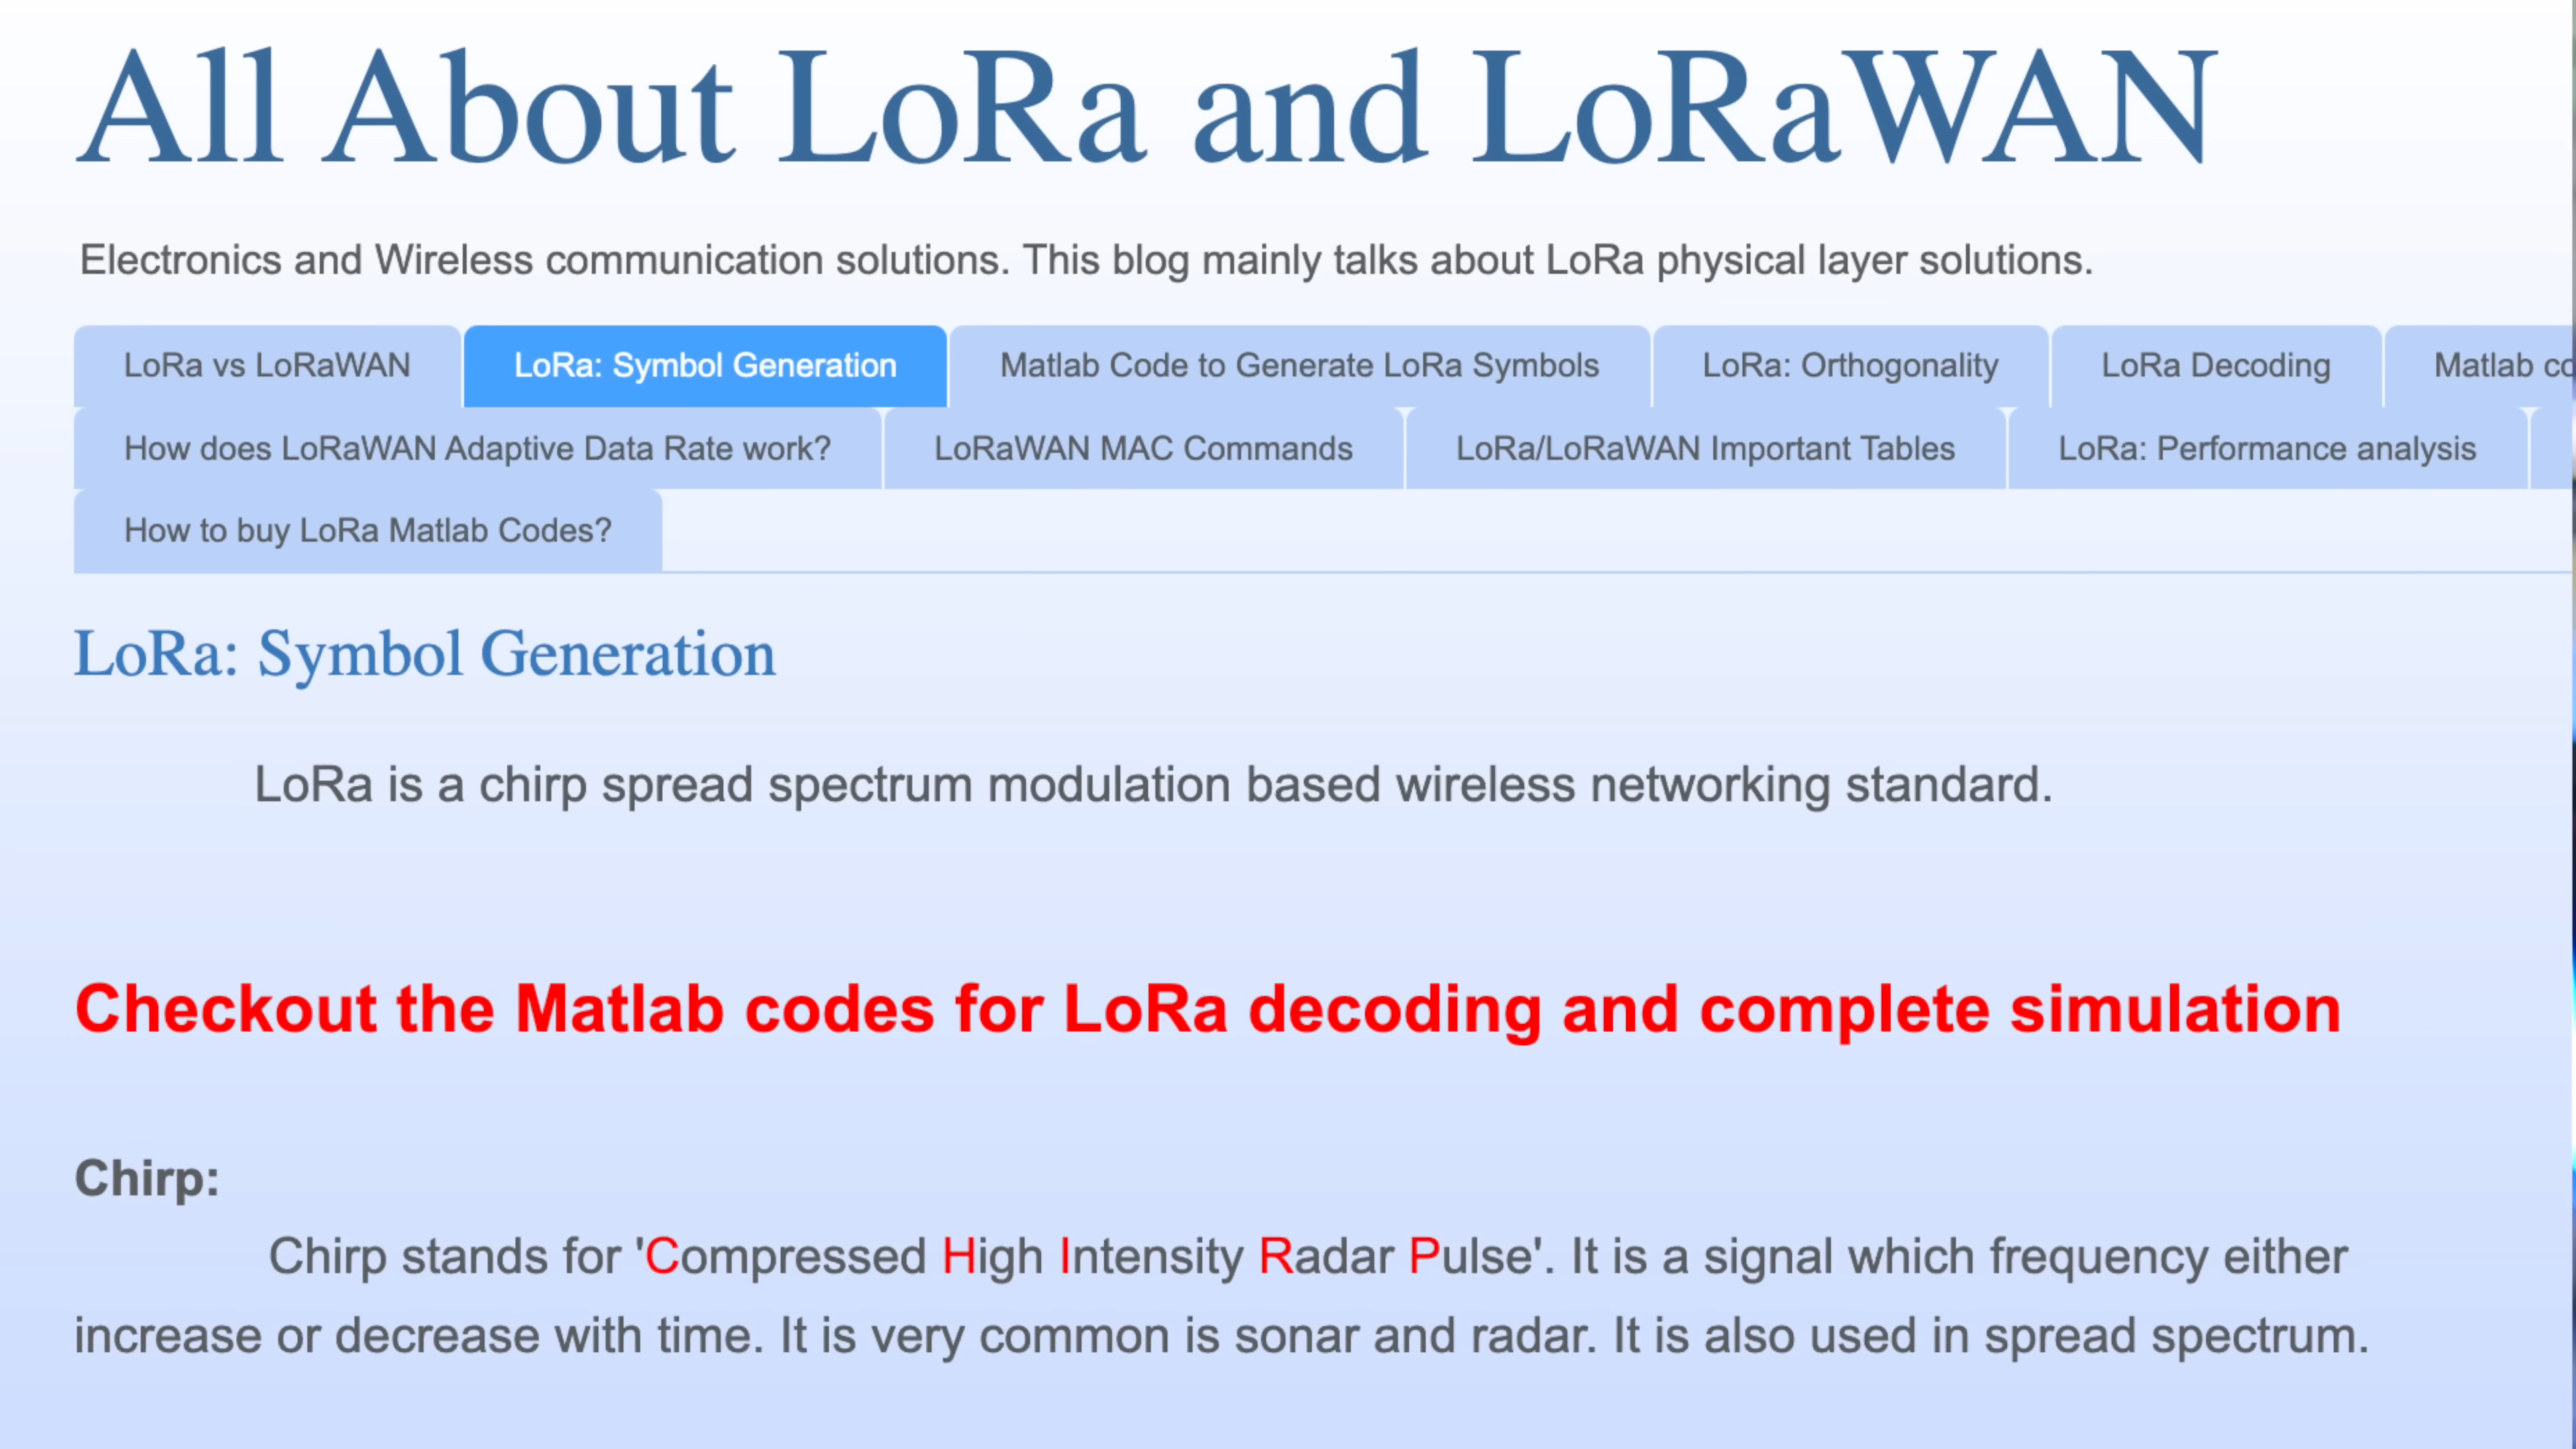 All About LoRa and LoRaWAN
Electronics and Wireless communication solutions. This blog mainly talks about LoRa physical layer solutions.
LoRa vs LoRaWAN LoRa: Symbol Generation Matlab Code to Generate LoRa Symbols LoRa: Orthogonality LoRa Decoding Matlab
How does LoRaWAN Adaptive Data Rate work? LoRaWAN MAC Commands LoRa/LoRaWAN Important Tables LoRa: Performance analysis
How to buy LoRa Matlab Codes?
LoRa: Symbol Generation
LoRa is a chirp spread spectrum modulation based wireless networking standard.
Checkout the Matlab codes for LoRa decoding and complete simulation
Chirp:
Chirp stands for 'Compressed High Intensity Radar Pulse'. It is a signal which frequency either
increase or decrease with time. It is very common is sonar and radar. It is also used in spread spectrum.